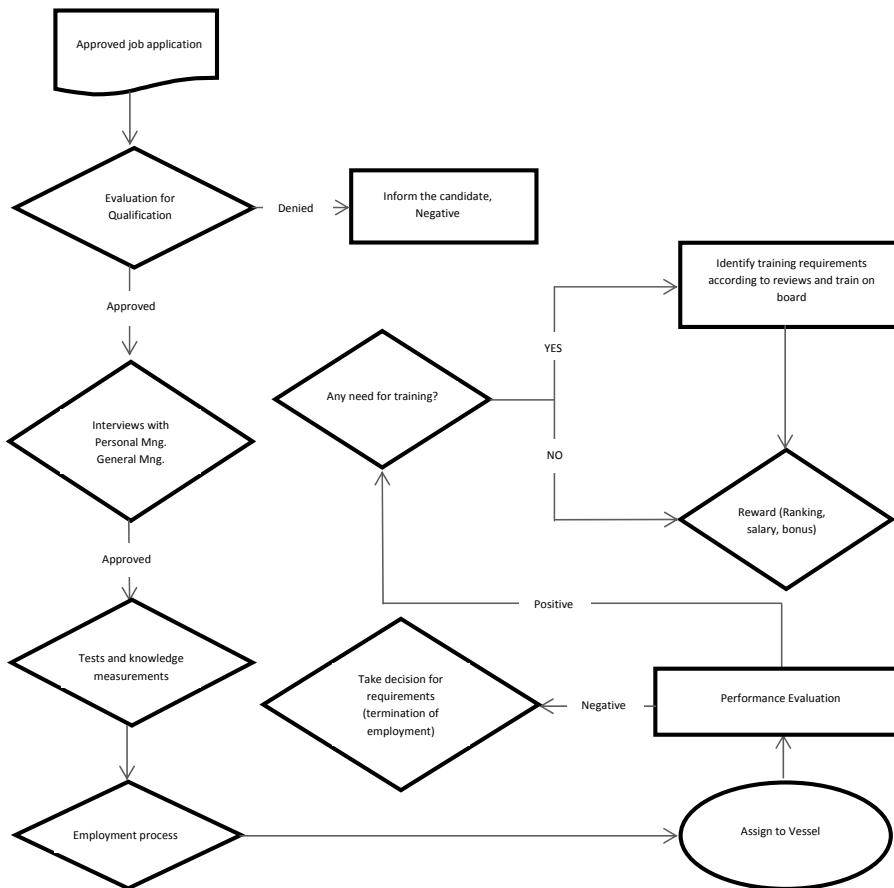 Approved job application
Evaluation for
Qualification
Denied
Inform the candidate,
Negative
Approved
Identify training requirements
according to reviews and train on
board
YES
Any need for training?
Interviews with
Personal Mng.
General Mng.
NO
Reward (Ranking,
salary, bonus)
Approved
Positive
Tests and knowledge
measurements
Take decision for
requirements
(termination of
employment)
Negative
Performance Evaluation
Employment process
Assign to Vessel